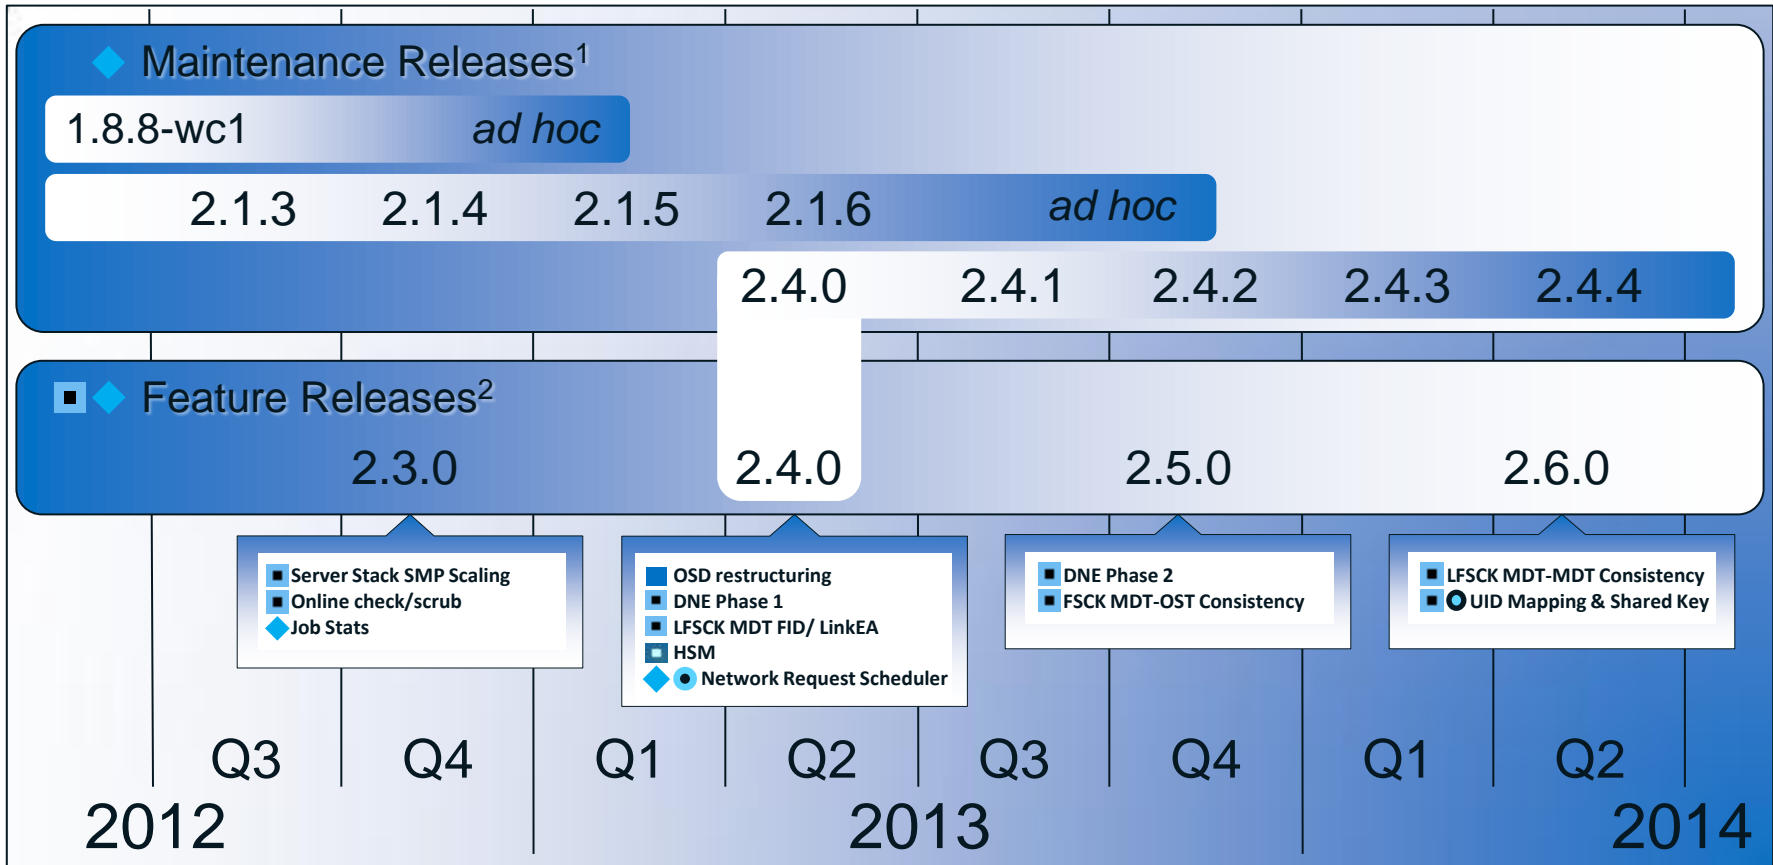 Maintenance Releases1
1.8.8-wc1 ad hoc
2.1.3 2.1.4 2.1.5 2.1.6 ad hoc
2.4.0 2.4.1 2.4.2 2.4.3 2.4.4
Feature Releases2
2.3.0 2.4.0 2.5.0 2.6.0
Server Stack SMP Scaling
Online check/scrub
Job Stats
OSD restructuring
DNE Phase 1
LFSCK MDT FID/ LinkEA
HSM
Network Request Scheduler
DNE Phase 2
FSCK MDT-OST Consistency
LFSCK MDT-MDT Consistency
UID Mapping & Shared Key
Q3 Q4 Q1 Q2 Q3 Q4 Q1 Q2
2012 2013 2014